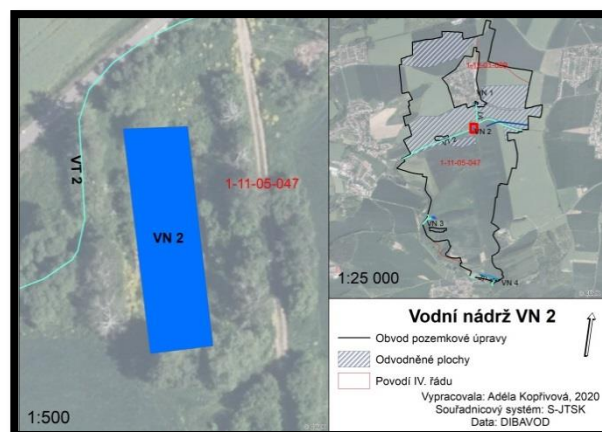 VT 2
VN 2
1-11-05-047
1:500
VN 1
VN 2
1-11-05-047
VN 3
VN 4
1:25 000
Vodní nádrž VN 2
Obvod pozemkové úpravy
Odvodněné plochy
Povodí IV. řádu
Vypracovala: Adéla Kopřivová, 2020
Souřadnicový systém: S-JTSK
Data: DIBAVOD